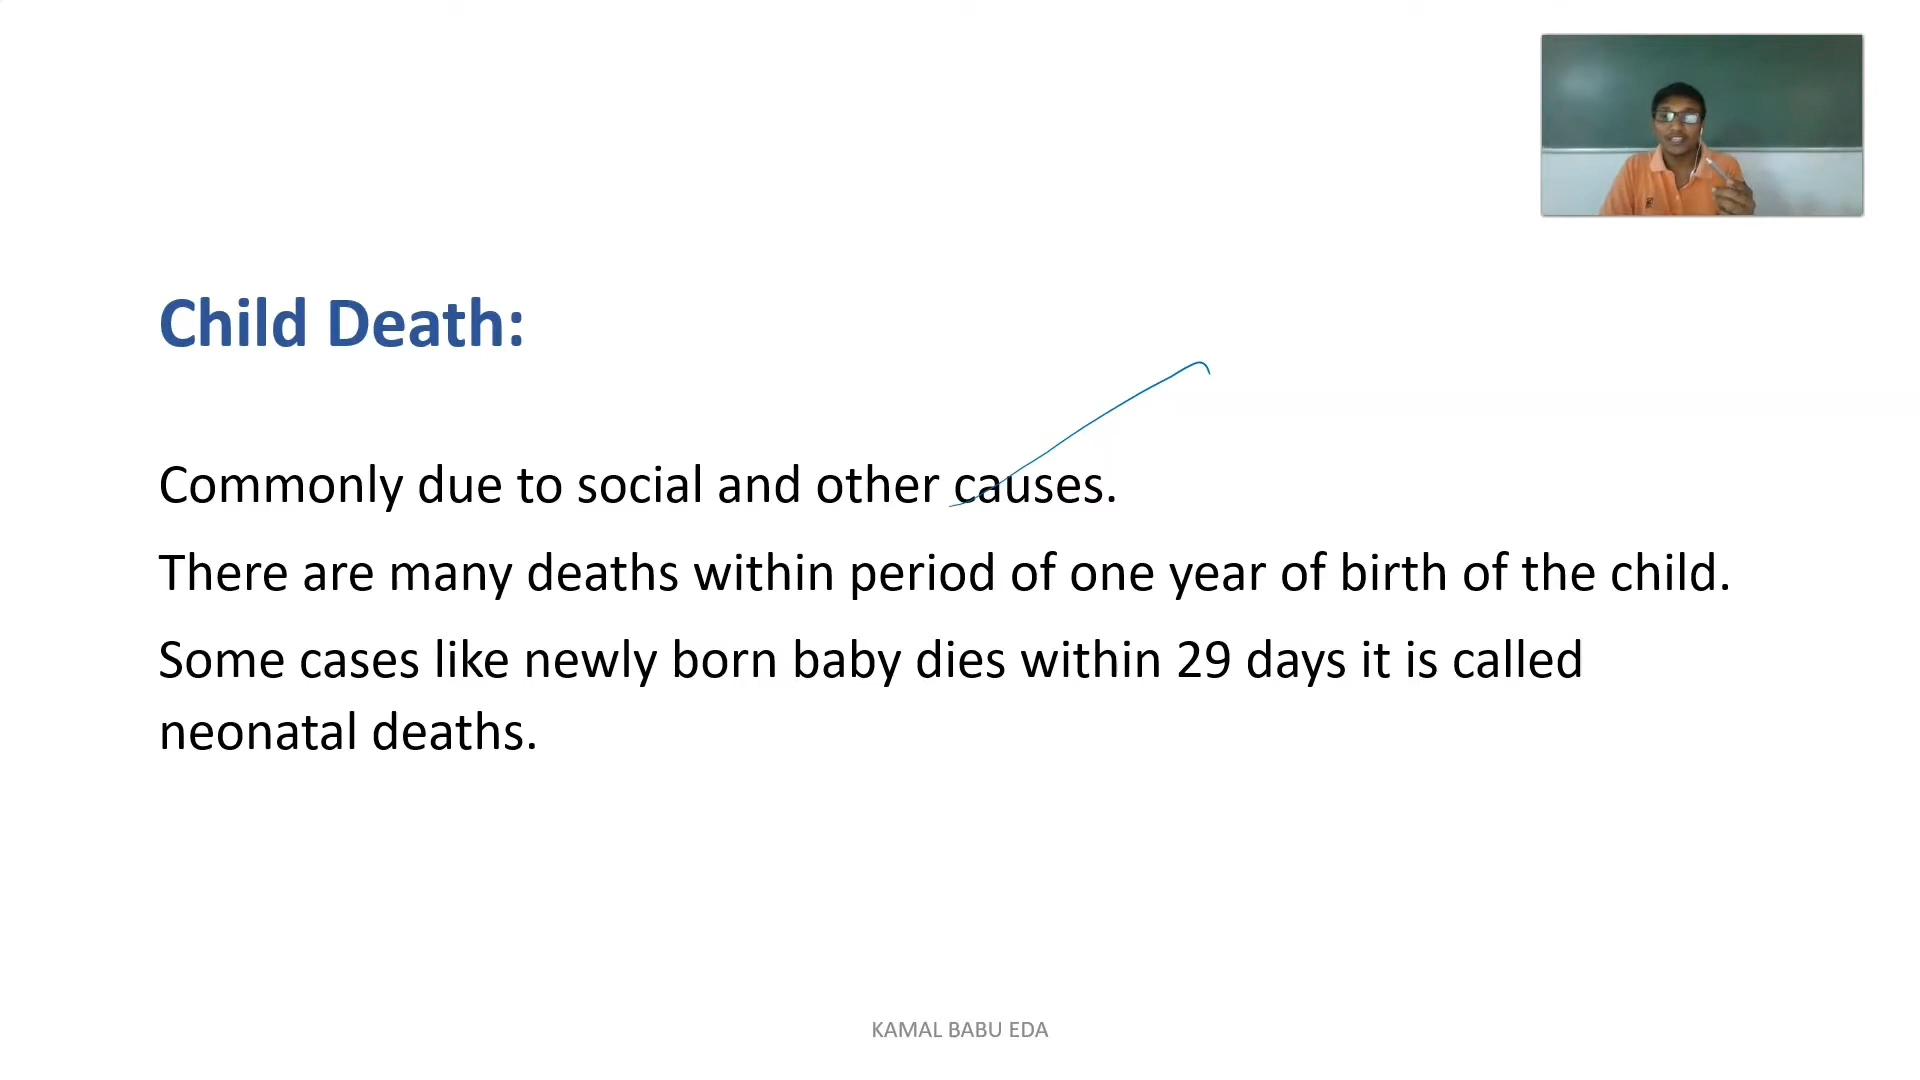 Child Death:
Commonly due to social and other causes.
There are many deaths within period of one year of birth of the child.
Some cases like newly born baby dies within 29 days it is called
neonatal deaths.
KAMAL BABU EDA